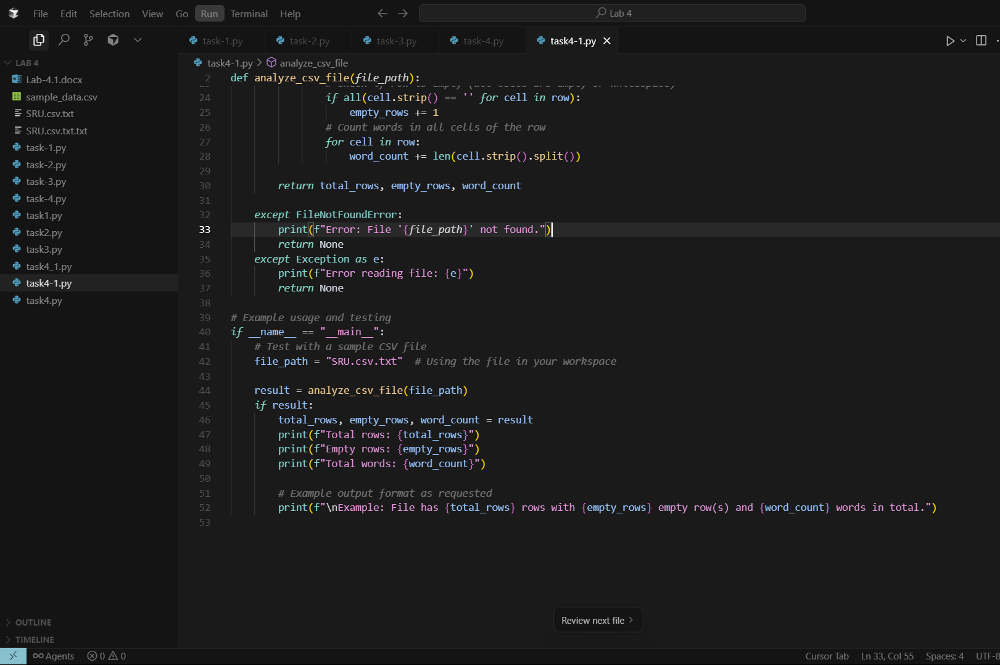 File Edit Selection View Go Run Terminal Help
Lab 4
task-1.py task-2.py task-3.py task-4.py task4-1.py
LAB 4
Lab-4.1.docx
sample_data.csv
SRU.csv.txt
SRU.csv.txt.txt
task-1.py
task-2.py
task-3.py
task-4.py
task1.py
task2.py
task3.py
task4_1.py
task4-1.py
task4.py
OUTLINE
TIMELINE
task4-1.py > analyze_csv_file
2 def analyze_csv_file(file_path):
# Check if row is empty (all cells are empty or whitespace)
24 if all(cell.strip() == '' for cell in row):
25 empty_rows += 1
26 # Count words in all cells of the row
27 for cell in row:
28 word_count += len(cell.strip().split())
29
30 return total_rows, empty_rows, word_count
31
32 except FileNotFoundError:
33 print(f"Error: File '{file_path}' not found.")
34 return None
35 except Exception as e:
36 print(f"Error reading file: {e}")
37 return None
38
39 # Example usage and testing
40 if __name__ == "__main__":
41 # Test with a sample CSV file
42 file_path = "SRU.csv.txt"  # Using the file in your workspace
43
44 result = analyze_csv_file(file_path)
45 if result:
46 total_rows, empty_rows, word_count = result
47 print(f"Total rows: {total_rows}")
48 print(f"Empty rows: {empty_rows}")
49 print(f"Total words: {word_count}")
50
51 # Example output format as requested
52 print(f"\nExample: File has {total_rows} rows with {empty_rows} empty row(s) and {word_count} words in total.")
53
Review next file >
Agents 0 0 Cursor Tab Ln 33, Col 55 Spaces: 4 UTF-8